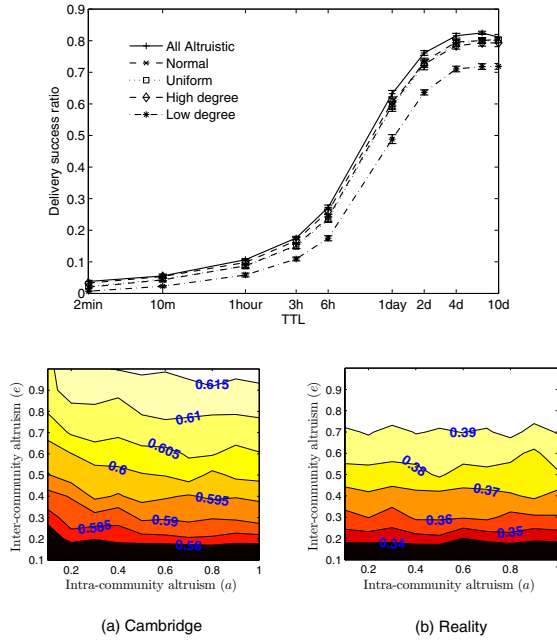 0.9
0.8
0.7
0.6
0.5
0.4
0.3
0.2
0.1
0
Delivery success ratio
All Altruistic
Normal
Uniform
High degree
Low degree
2min 10m 1hour 3h 6h 1day 2d 4d 10d
TTL
0.9
0.8
0.7
0.6
0.5
0.4
0.3
0.2
0.1
Inter-community altruism (e)
0.615
0.61
0.605
0.6
0.595
0.59
0.585
0.58
0.2 0.4 0.6 0.8 1
Intra-community altruism (a)
(a) Cambridge
0.9
0.8
0.7
0.6
0.5
0.4
0.3
0.2
0.1
Inter-community altruism (e)
0.39
0.38
0.37
0.36
0.35
0.34
0.2 0.4 0.6 0.8 1
Intra-community altruism (a)
(b) Reality